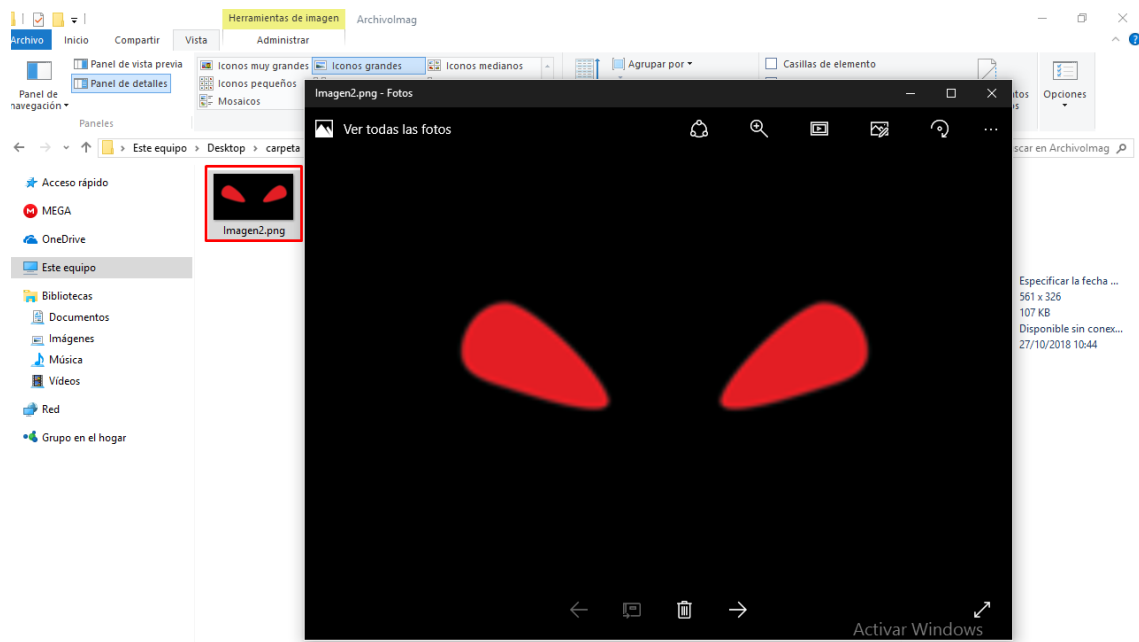 Herramientas de imagen
ArchivoImag
Archivo
Inicio
Compartir
Vista
Administrar
Panel de navegación
Panel de vista previa
Panel de detalles
Paneles
Iconos muy grandes
Iconos grandes
Iconos medianos
Iconos pequeños
Mosaicos
Agrupar por
Casillas de elemento
Opciones
Este equipo > Desktop > carpeta
scar en ArchivoImag
Acceso rápido
MEGA
OneDrive
Este equipo
Bibliotecas
Documentos
Imágenes
Música
Vídeos
Red
Grupo en el hogar
Imagen2.png
Imagen2.png - Fotos
Ver todas las fotos
Especificar la fecha ...
561 x 326
107 KB
Disponible sin conex...
27/10/2018 10:44
Activar Windows